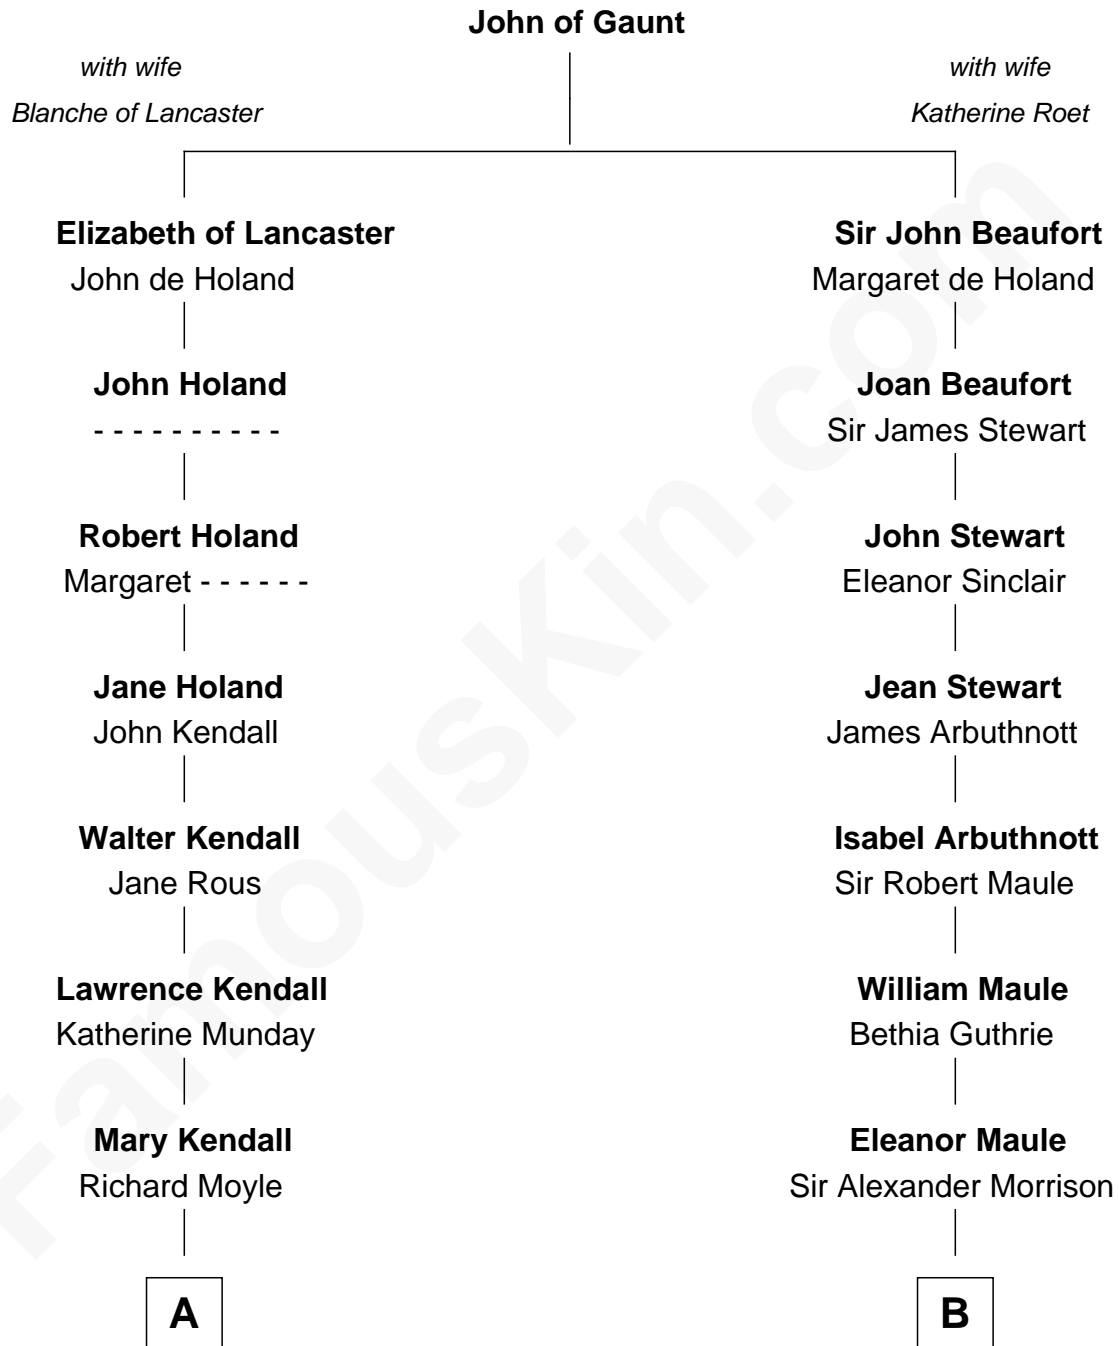 John of Gaunt
with wife
Blanche of Lancaster
with wife
Katherine Roet
Elizabeth of Lancaster
John de Holand
Sir John Beaufort
Margaret de Holand
John Holand
- - - - - - - - - -
Joan Beaufort
Sir James Stewart
Robert Holand
Margaret - - - - - -
John Stewart
Eleanor Sinclair
Jane Holand
John Kendall
Jean Stewart
James Arbuthnott
Walter Kendall
Jane Rous
Isabel Arbuthnott
Sir Robert Maule
Lawrence Kendall
Katherine Munday
William Maule
Bethia Guthrie
Mary Kendall
Richard Moyle
Eleanor Maule
Sir Alexander Morrison
A
B
FamousKin.com